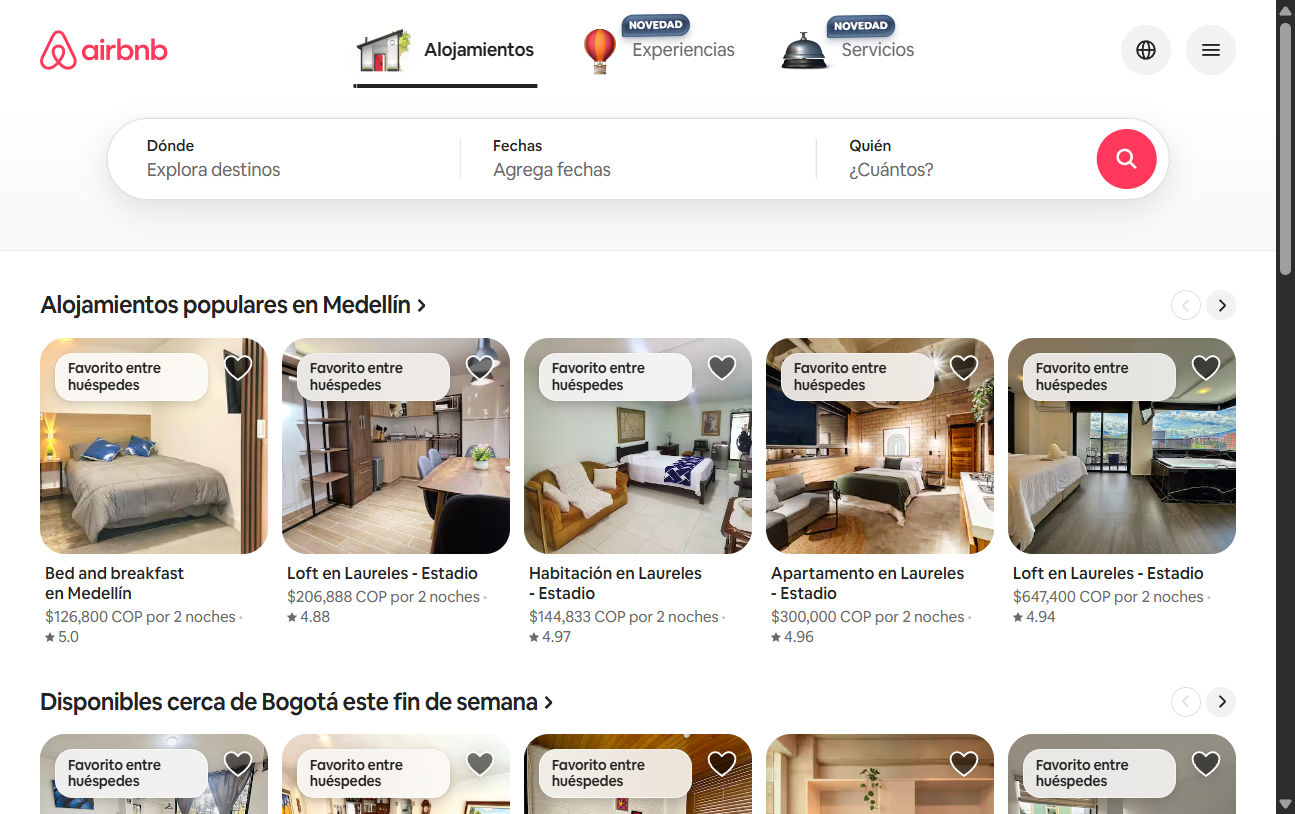 airbnb
Alojamientos
NOVEDAD
Experiencias
NOVEDAD
Servicios
Dónde
Explora destinos
Fechas
Agrega fechas
Quién
¿Cuántos?
Alojamientos populares en Medellín
Favorito entre
huéspedes
Bed and breakfast
en Medellín
$126,800 COP por 2 noches ·
★ 5.0
Favorito entre
huéspedes
Loft en Laureles - Estadio
$206,888 COP por 2 noches ·
★ 4.88
Favorito entre
huéspedes
Habitación en Laureles
- Estadio
$144,833 COP por 2 noches ·
★ 4.97
Favorito entre
huéspedes
Apartamento en Laureles
- Estadio
$300,000 COP por 2 noches ·
★ 4.96
Favorito entre
huéspedes
Loft en Laureles - Estadio
$647,400 COP por 2 noches ·
★ 4.94
Disponibles cerca de Bogotá este fin de semana
Favorito entre
huéspedes
Favorito entre
huéspedes
Favorito entre
huéspedes
Favorito entre
huéspedes